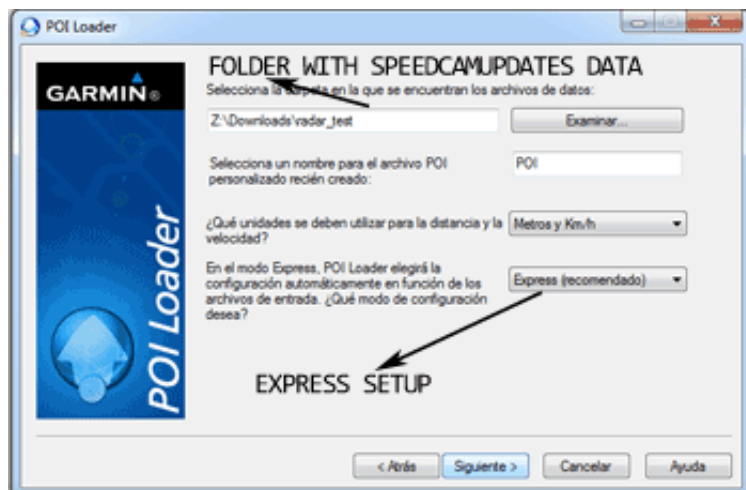 POI Loader
FOLDER WITH SPEEDCAMUPDATES DATA
GARMIN®
Selecciona la carpeta en la que se encuentran los archivos de datos:
Z:\Downloads\radar_test
Examinar...
Selecciona un nombre para el archivo POI
personalizado recién creado:
POI
¿Qué unidades se deben utilizar para la distancia y la
velocidad?
Metros y Km/h
En el modo Express, POI Loader elegirá la
configuración automáticamente en función de los
archivos de entrada. ¿Qué modo de configuración
desea?
Express (recomendado)
POI Loader
EXPRESS SETUP
< Atrás
Siguiente >
Cancelar
Ayuda